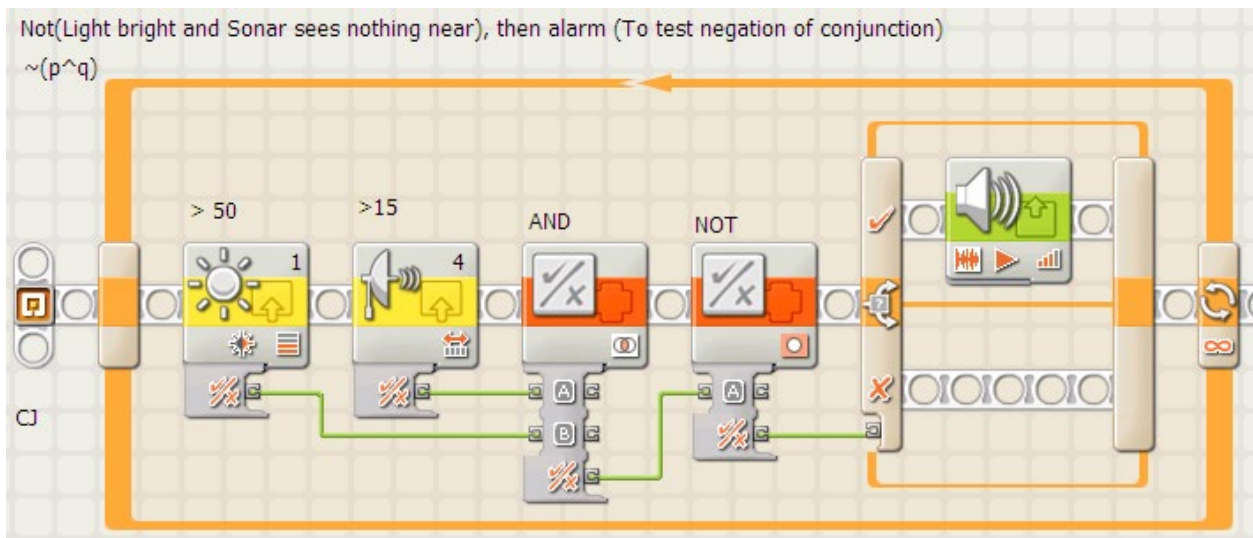 Not(Light bright and Sonar sees nothing near), then alarm (To test negation of conjunction)
~(p^q)
> 50
>15
AND
NOT
1
4
A
A
B
CJ